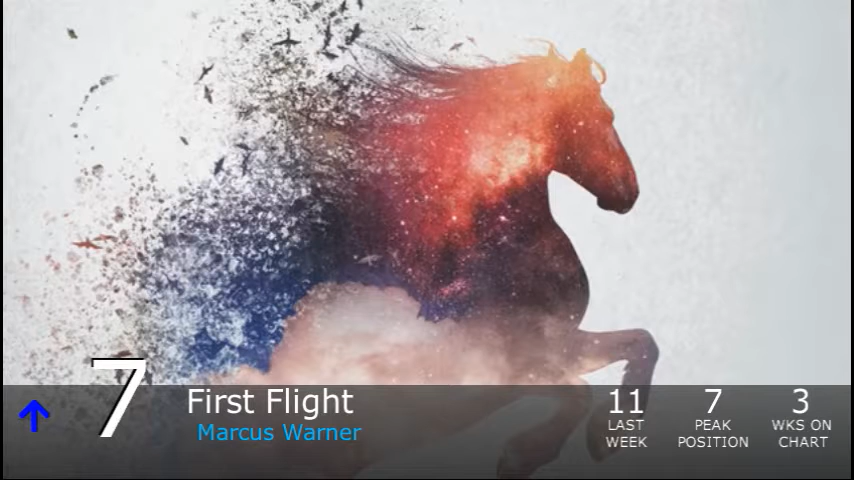 7
First Flight
Marcus Warner
11
LAST
WEEK
7
PEAK
POSITION
3
WKS ON
CHART